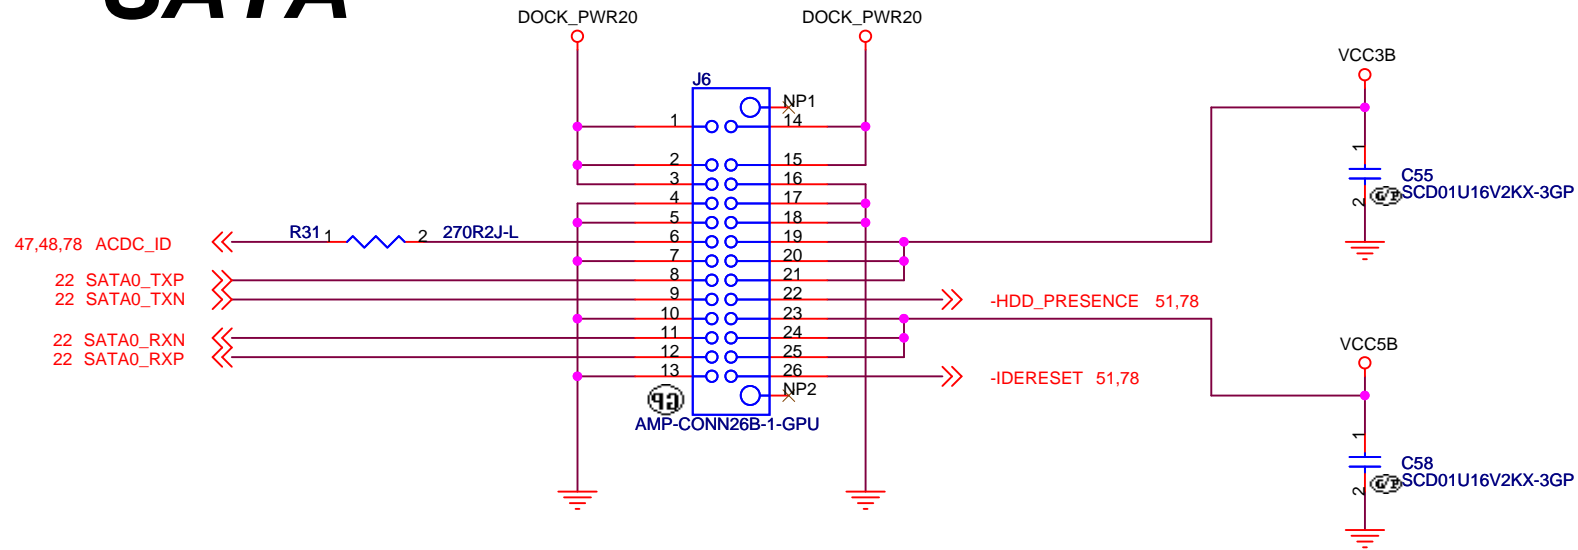 SATA
DOCK_PWR20
DOCK_PWR20
VCC3B
J6
NP1
1
14
2
15
3
16
4
17
5
18
6
19
7
20
8
21
9
22
10
23
11
24
12
25
13
26
NP2
AMP-CONN26B-1-GPU
GP
47,48,78 ACDC_ID
R31
1
2
270R2J-L
22 SATA0_TXP
22 SATA0_TXN
22 SATA0_RXN
22 SATA0_RXP
-HDD_PRESENCE 51,78
-IDERESET 51,78
1
2
C55
SCD01U16V2KX-3GP
G/P
VCC5B
1
2
C58
SCD01U16V2KX-3GP
G/P